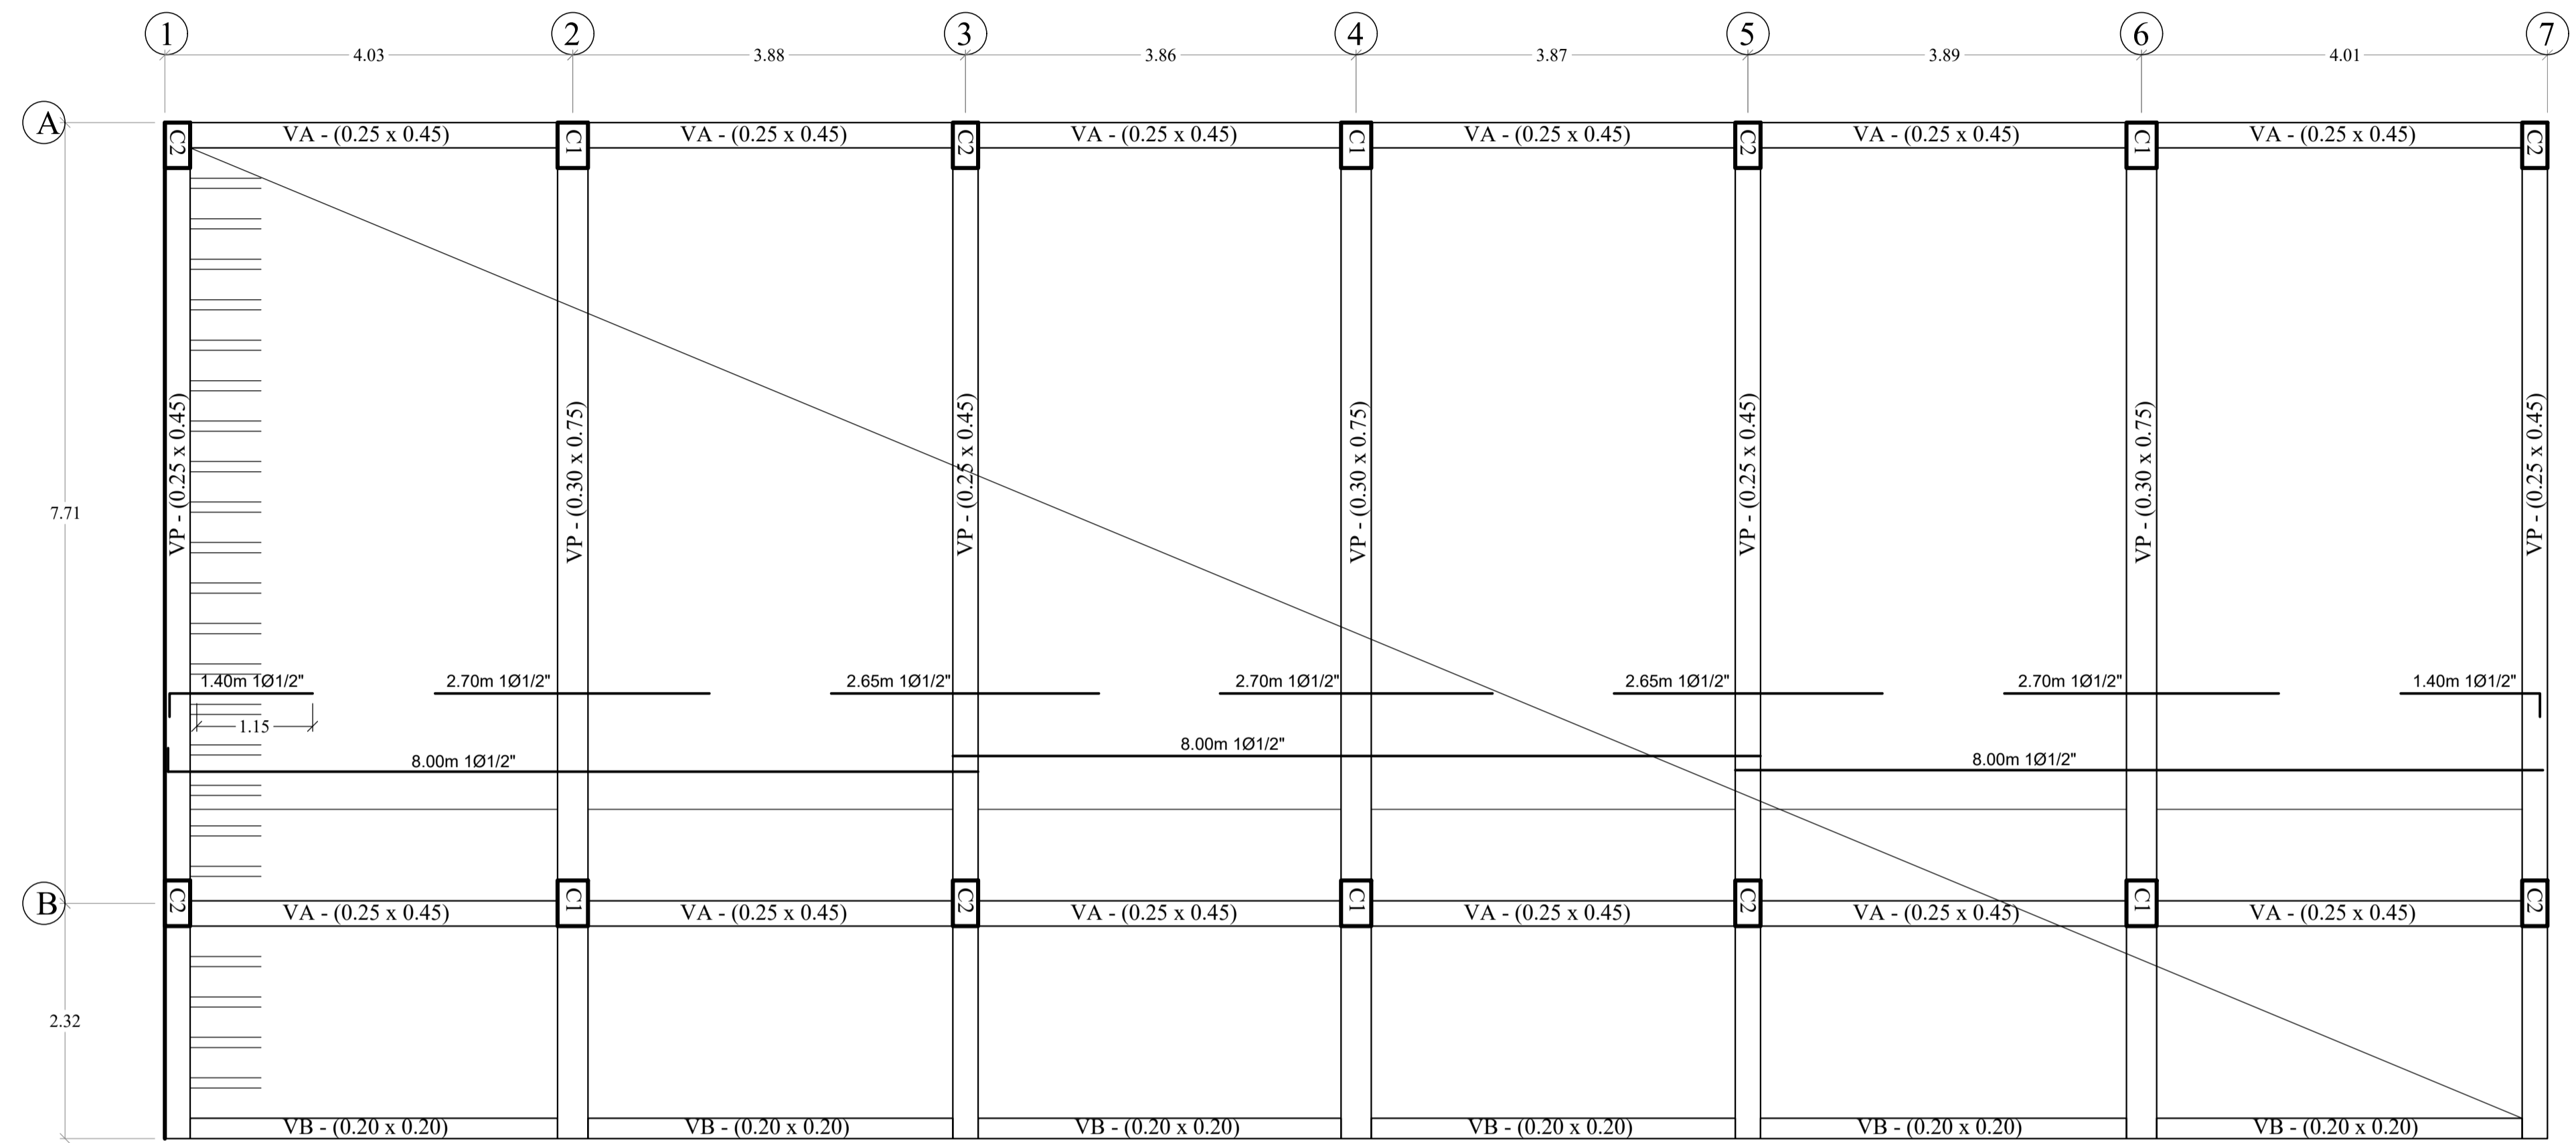 1 2 3 4 5 6 7
4.03 3.88 3.86 3.87 3.89 4.01
A
C2 VA - (0.25 x 0.45) C1 VA - (0.25 x 0.45) C2 VA - (0.25 x 0.45) C1 VA - (0.25 x 0.45) C2 VA - (0.25 x 0.45) C1 VA - (0.25 x 0.45) C2
VP - (0.25 x 0.45)
VP - (0.30 x 0.75)
VP - (0.25 x 0.45)
VP - (0.30 x 0.75)
VP - (0.25 x 0.45)
VP - (0.30 x 0.75)
VP - (0.25 x 0.45)
7.71
1.40m 1Ø1/2" 2.70m 1Ø1/2" 2.65m 1Ø1/2" 2.70m 1Ø1/2" 2.65m 1Ø1/2" 2.70m 1Ø1/2" 1.40m 1Ø1/2"
1.15
8.00m 1Ø1/2" 8.00m 1Ø1/2" 8.00m 1Ø1/2"
B
C2 VA - (0.25 x 0.45) C1 VA - (0.25 x 0.45) C2 VA - (0.25 x 0.45) C1 VA - (0.25 x 0.45) C2 VA - (0.25 x 0.45) C1 VA - (0.25 x 0.45) C2
2.32
VB - (0.20 x 0.20) VB - (0.20 x 0.20) VB - (0.20 x 0.20) VB - (0.20 x 0.20) VB - (0.20 x 0.20) VB - (0.20 x 0.20)